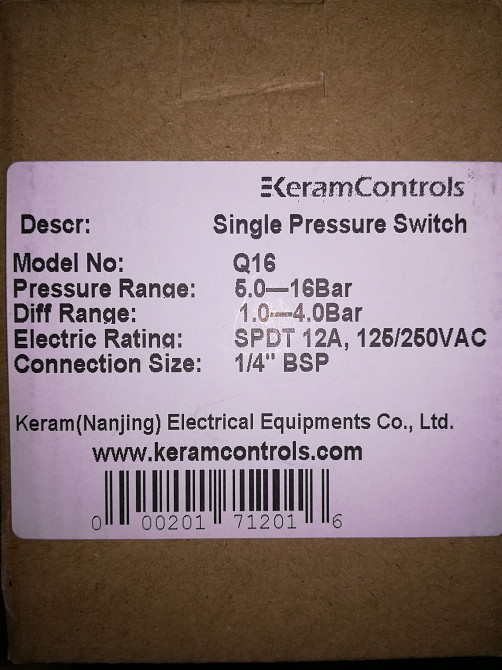 KeramControls
Descr: Single Pressure Switch
Model No: Q16
Pressure Range: 5.0—16Bar
Diff Range: 1.0—4.0Bar
Electric Rating: SPDT 12A, 125/250VAC
Connection Size: 1/4" BSP
Keram(Nanjing) Electrical Equipments Co., Ltd.
www.keramcontrols.com
0 00201 71201 6